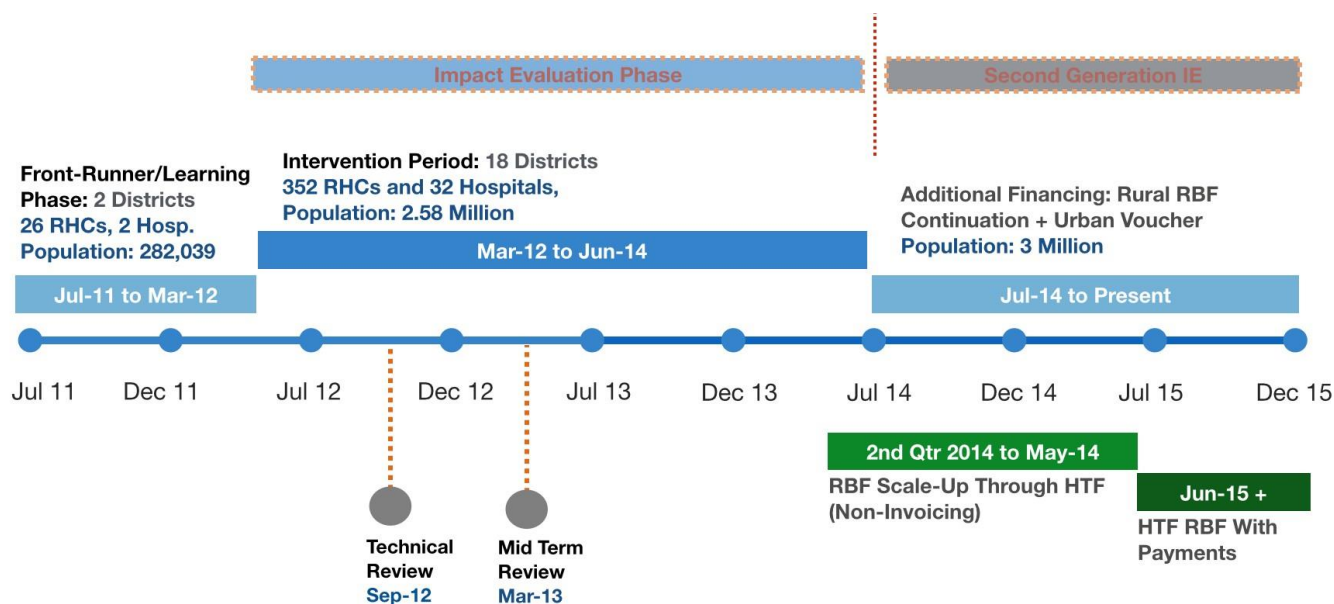 Impact Evaluation Phase
Second Generation IE
Front-Runner/Learning
Phase: 2 Districts
26 RHCs, 2 Hosp.
Population: 282,039
Intervention Period: 18 Districts
352 RHCs and 32 Hospitals,
Population: 2.58 Million
Additional Financing: Rural RBF
Continuation + Urban Voucher
Population: 3 Million
Jul-11 to Mar-12
Mar-12 to Jun-14
Jul-14 to Present
Jul 11
Dec 11
Jul 12
Dec 12
Jul 13
Dec 13
Jul 14
Dec 14
Jul 15
Dec 15
2nd Qtr 2014 to May-14
RBF Scale-Up Through HTF
(Non-Invoicing)
Jun-15 +
HTF RBF With
Payments
Technical
Review
Sep-12
Mid Term
Review
Mar-13